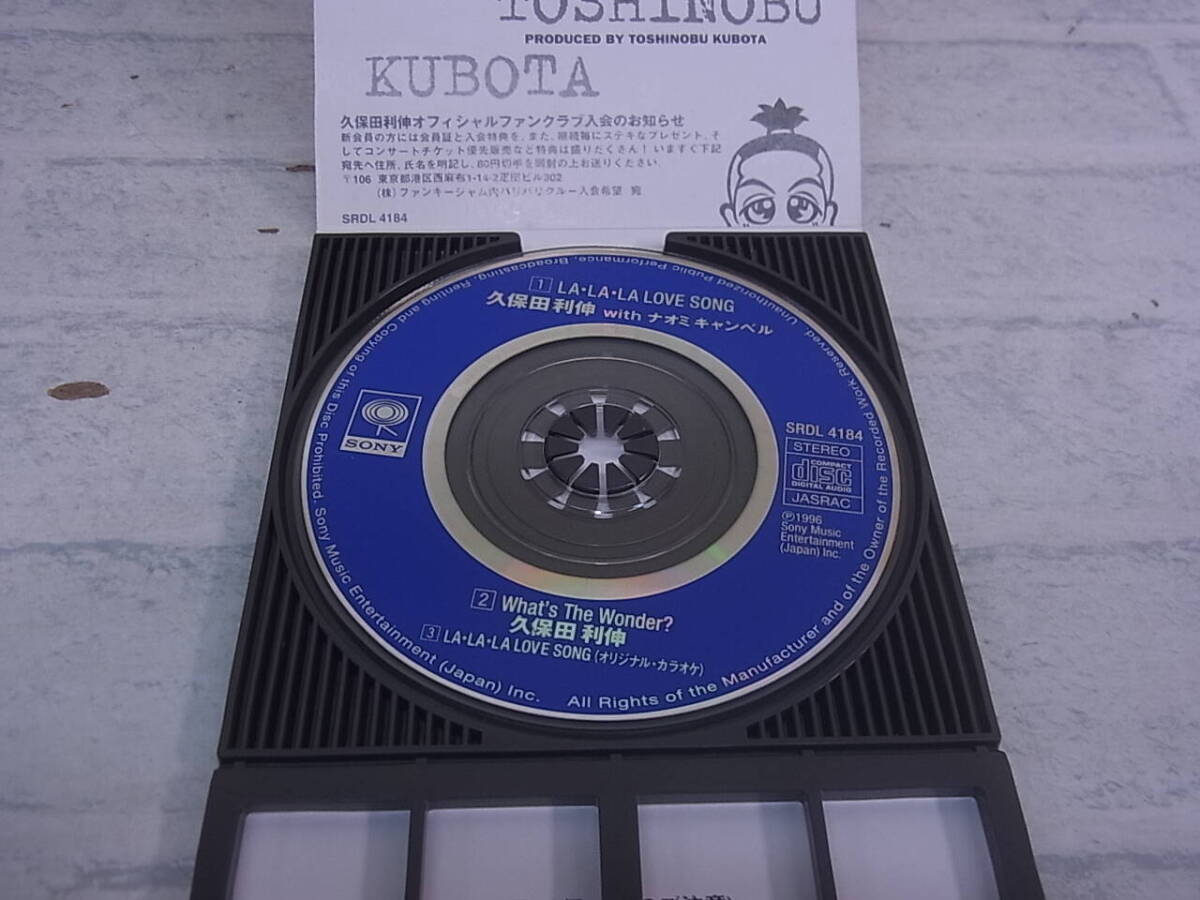 TOSHINOBU
PRODUCED BY TOSHINOBU KUBOTA
KUBOTA
久保田利伸オフィシャルファンクラブ入会のお知らせ
新会員の方には会員証と入会特典を、また、継続毎にステキなプレゼント、そ
してコンサートチケット優先販売など特典は盛りだくさん! いますぐ下記
宛先へ住所、氏名を明記し、80円切手を同封の上お送りください。
〒106 東京都港区西麻布1-14-2疋屋ビル302
(株)ファンキージャム内バリバリクルー入会希望 宛
SRDL 4184
1 LA・LA・LA LOVE SONG
久保田利伸 with ナオミキャンベル
SONY
SRDL 4184
STEREO
COMPACT
disc
DIGITAL AUDIO
JASRAC
Ⓟ1996
Sony Music
Entertainment
(Japan) Inc.
2 What's The Wonder?
久保田 利伸
3 LA・LA・LA LOVE SONG (オリジナル・カラオケ)
All Rights of the Manufacturer and of the Owner of the Recorded Work Reserved. Unauthorized Public Performance, Broadcasting, Renting and Copying of this Disc Prohibited. Sony Music Entertainment (Japan) Inc.